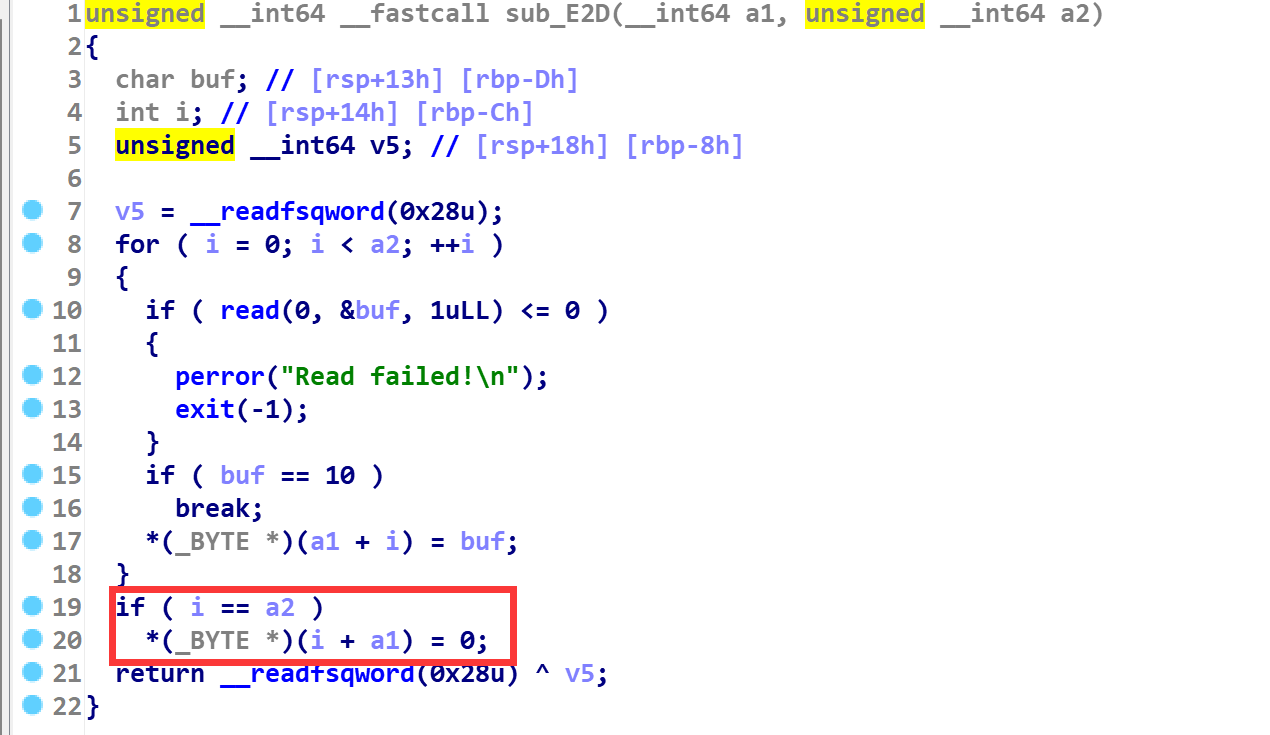 1 unsigned __int64 __fastcall sub_E2D(__int64 a1, unsigned __int64 a2)
2 {
3   char buf; // [rsp+13h] [rbp-Dh]
4   int i; // [rsp+14h] [rbp-Ch]
5   unsigned __int64 v5; // [rsp+18h] [rbp-8h]
6
7   v5 = __readfsqword(0x28u);
8   for ( i = 0; i < a2; ++i )
9   {
10     if ( read(0, &buf, 1uLL) <= 0 )
11     {
12       perror("Read failed!\n");
13       exit(-1);
14     }
15     if ( buf == 10 )
16       break;
17     *(_BYTE *)(a1 + i) = buf;
18   }
19   if ( i == a2 )
20     *(_BYTE *)(i + a1) = 0;
21   return __readfsqword(0x28u) ^ v5;
22 }